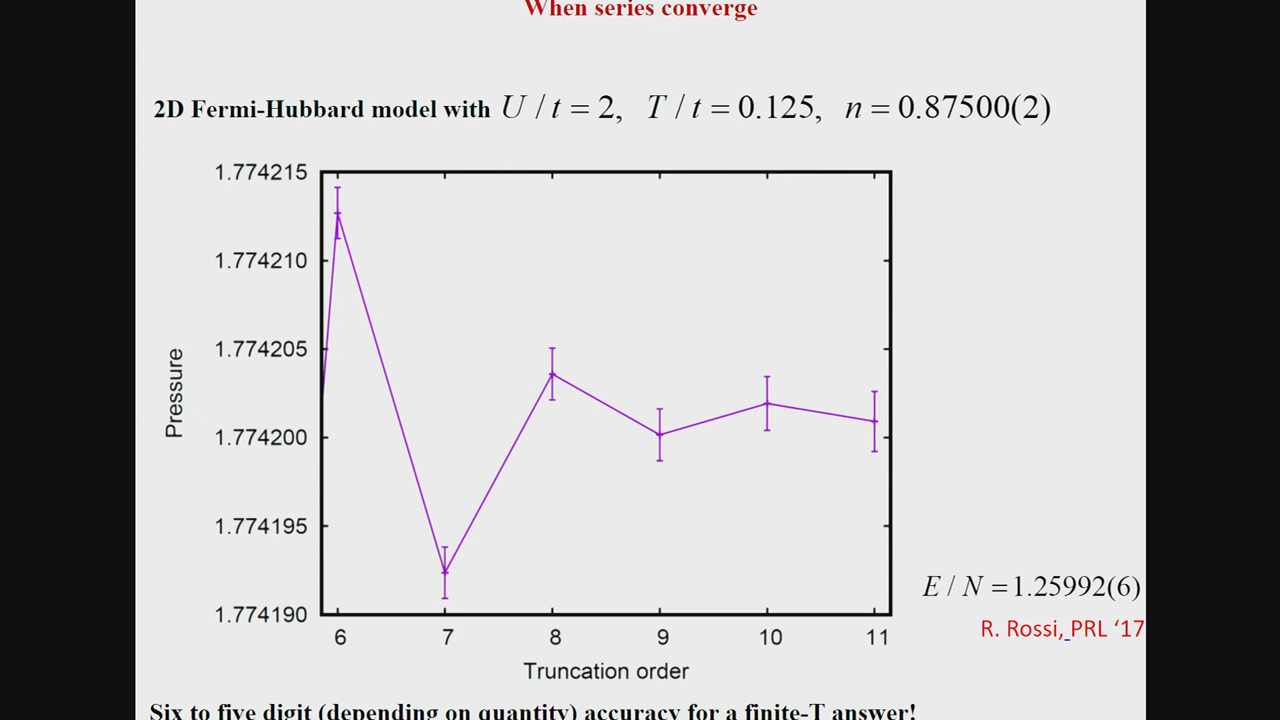 When series converge
2D Fermi-Hubbard model with U / t = 2, T / t = 0.125, n = 0.87500(2)
1.774215
1.774210
1.774205
1.774200
1.774195
1.774190
Pressure
6 7 8 9 10 11
Truncation order
E / N = 1.25992(6)
R. Rossi, PRL ‘17
Six to five digit (depending on quantity) accuracy for a finite-T answer!